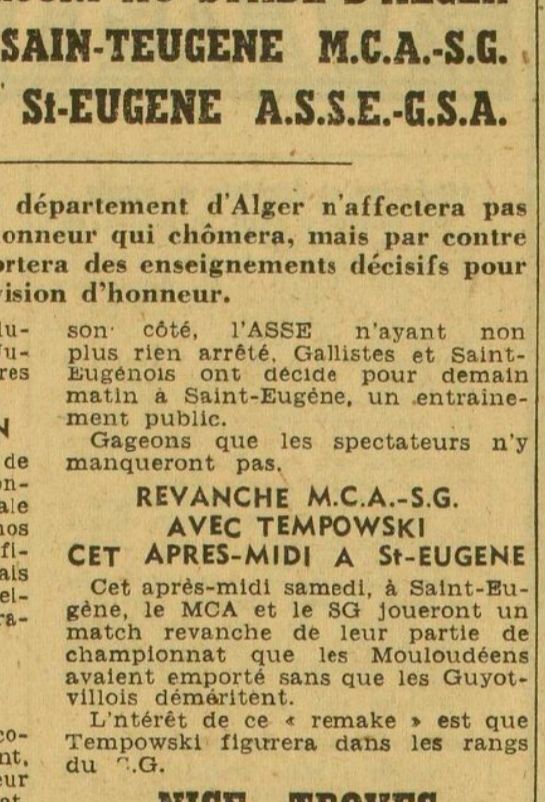 SAIN-TEUGENE M.C.A.-S.G.
St-EUGENE A.S.S.E.-G.S.A.
département d'Alger n'affectera pas
onneur qui chômera, mais par contre
ortera des enseignements décisifs pour
vision d'honneur.
son côté, l'ASSE n'ayant non
plus rien arrêté, Gallistes et Saint-
Eugénois ont décidé pour demain
matin à Saint-Eugéne, un entraine-
ment public.
Gageons que les spectateurs n'y
manqueront pas.
REVANCHE M.C.A.-S.G.
AVEC TEMPOWSKI
CET APRES-MIDI A St-EUGENE
Cet après-midi samedi, à Saint-Eu-
gène, le MCA et le SG joueront un
match revanche de leur partie de
championnat que les Mouloudéens
avaient emporté sans que les Guyot-
villois déméritent.
L'ntérêt de ce « remake » est que
Tempowski figurera dans les rangs
du .G.